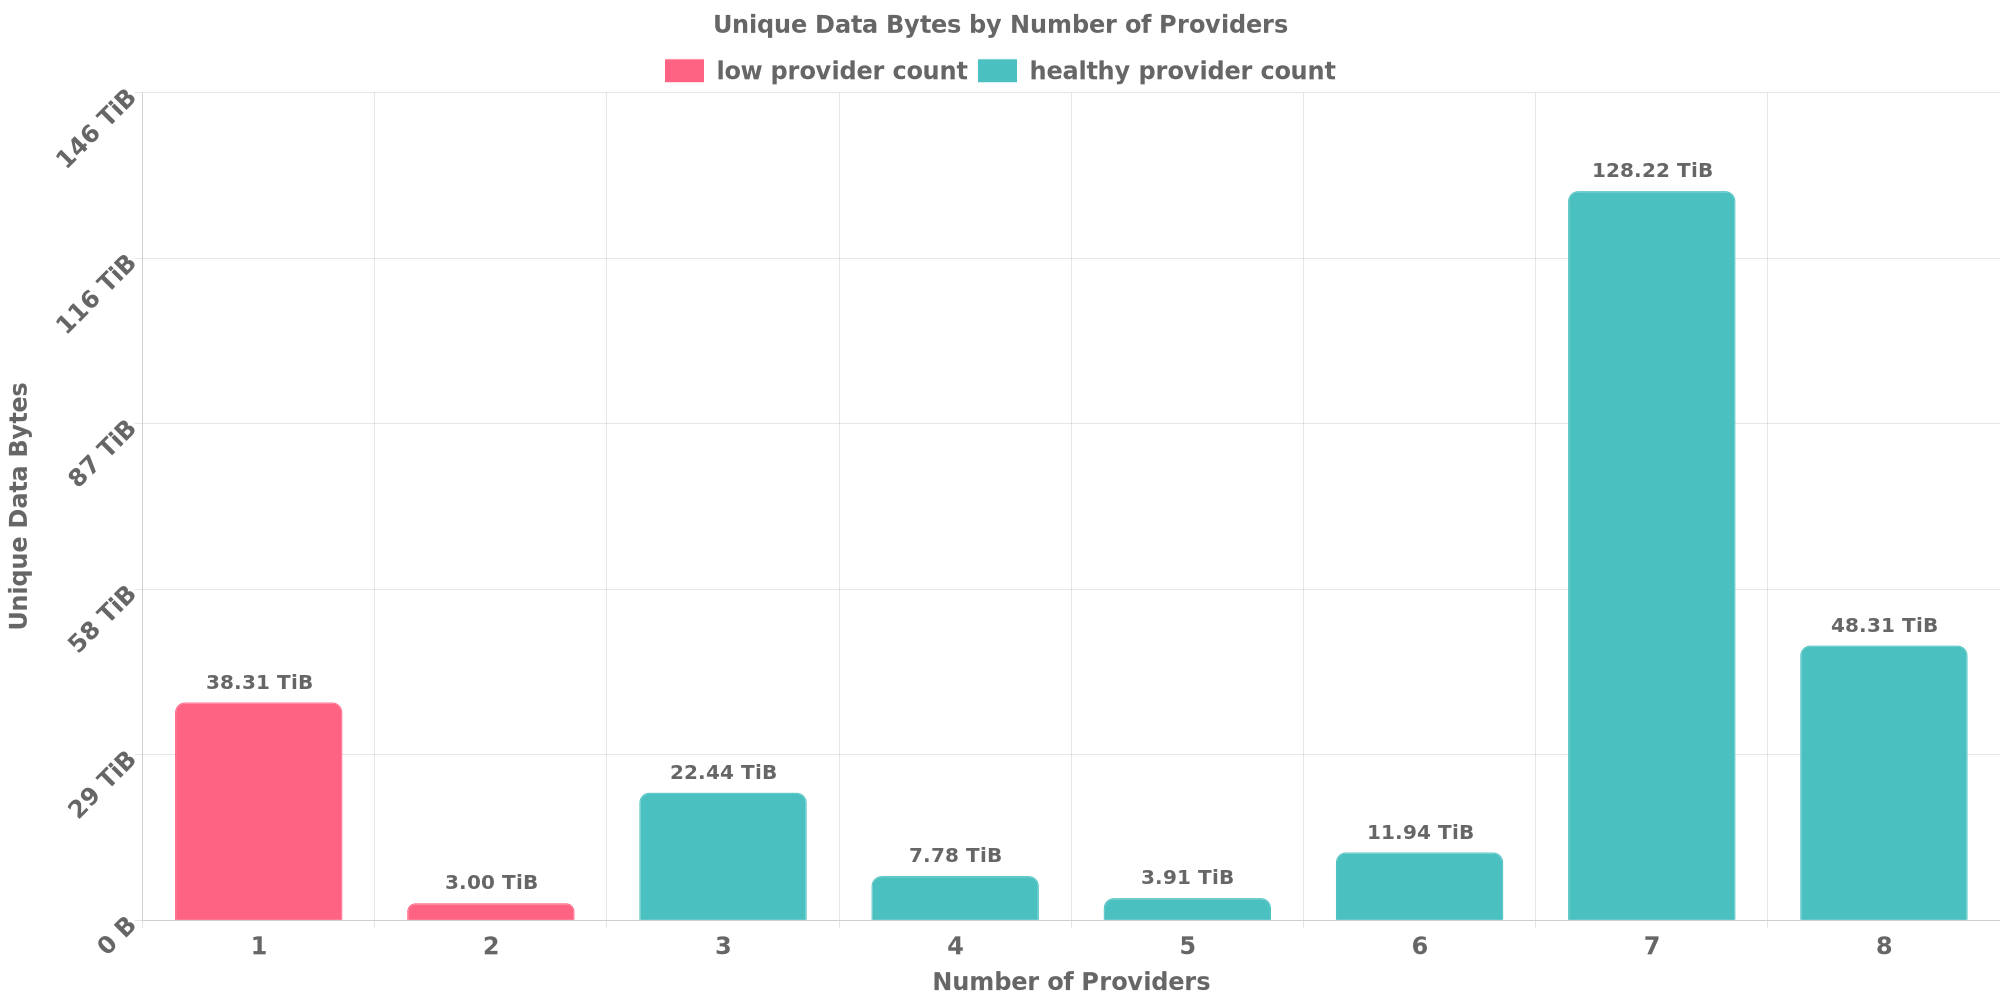 Unique Data Bytes by Number of Providers
low provider count healthy provider count
146 TiB
116 TiB
87 TiB
58 TiB
29 TiB
0 B
Unique Data Bytes
38.31 TiB
3.00 TiB
22.44 TiB
7.78 TiB
3.91 TiB
11.94 TiB
128.22 TiB
48.31 TiB
1 2 3 4 5 6 7 8
Number of Providers